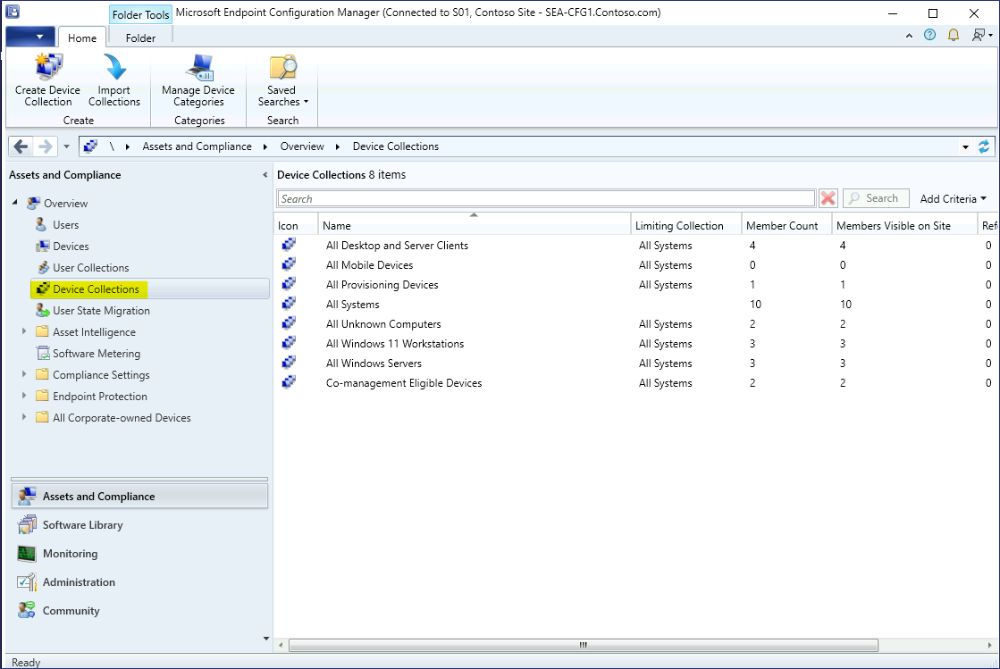 Folder Tools
Microsoft Endpoint Configuration Manager (Connected to S01, Contoso Site - SEA-CFG1.Contoso.com)
Home
Folder
Create Device Collection
Import Collections
Manage Device Categories
Saved Searches
Create
Categories
Search
\ Assets and Compliance Overview Device Collections
Assets and Compliance
Overview
Users
Devices
User Collections
Device Collections
User State Migration
Asset Intelligence
Software Metering
Compliance Settings
Endpoint Protection
All Corporate-owned Devices
Assets and Compliance
Software Library
Monitoring
Administration
Community
Device Collections 8 items
Search
Search
Add Criteria
Icon Name Limiting Collection Member Count Members Visible on Site Refe
All Desktop and Server Clients All Systems 4 4 0
All Mobile Devices All Systems 0 0 0
All Provisioning Devices All Systems 1 1 0
All Systems 10 10 0
All Unknown Computers All Systems 2 2 0
All Windows 11 Workstations All Systems 3 3 0
All Windows Servers All Systems 3 3 0
Co-management Eligible Devices All Systems 2 2 0
Ready